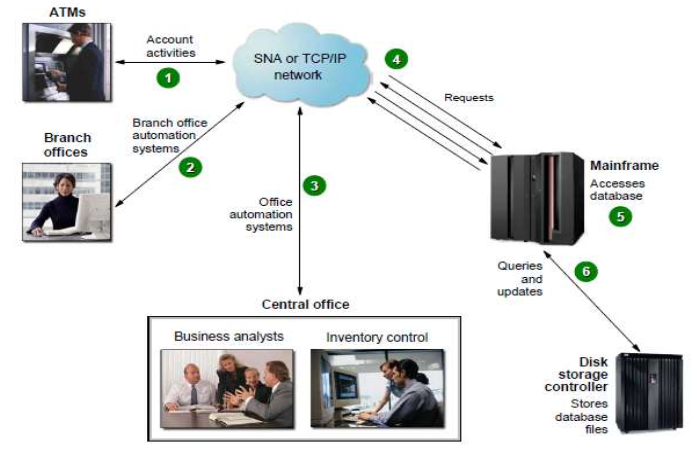 ATMs
Account
activities
1
SNA or TCP/IP
network
4
Requests
Branch
offices
Branch office
automation
systems
2
3
Office
automation
systems
Mainframe
Accesses
database
5
Queries
and
updates
6
Central office
Business analysts
Inventory control
Disk
storage
controller
Stores
database
files